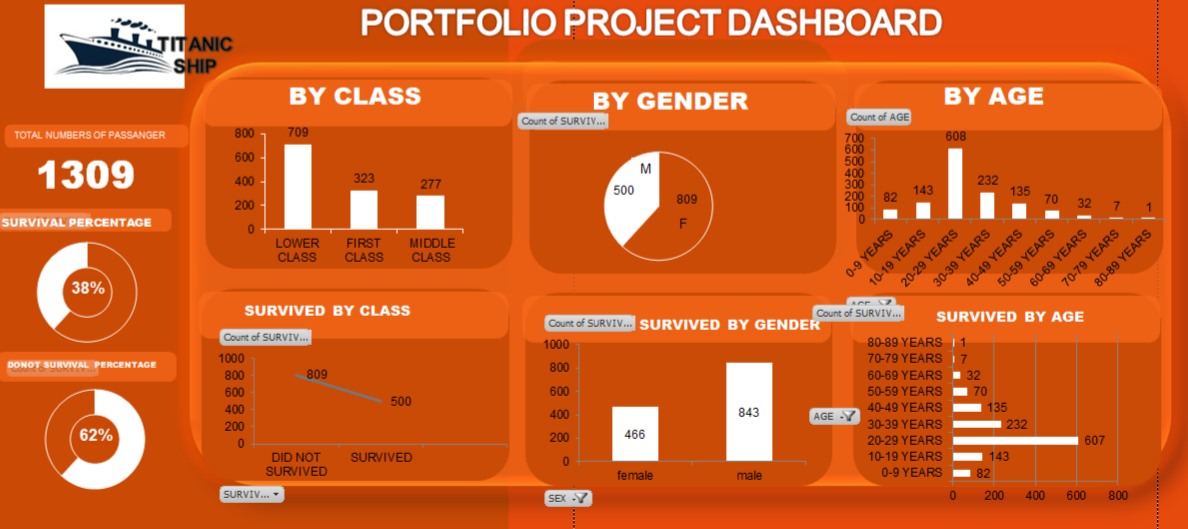 PORTFOLIO PROJECT DASHBOARD
TITANIC
SHIP
TOTAL NUMBERS OF PASSANGER
1309
SURVIVAL PERCENTAGE
38%
DONOT SURVIVAL PERCENTAGE
62%
BY CLASS
800
600
400
200
0
709
323
277
LOWER CLASS
FIRST CLASS
MIDDLE CLASS
BY GENDER
Count of SURVIV...
M
500
809
F
BY AGE
Count of AGE
700
600
500
400
300
200
100
0
82
143
608
232
135
70
32
7
1
0-9 YEARS
10-19 YEARS
20-29 YEARS
30-39 YEARS
40-49 YEARS
50-59 YEARS
60-69 YEARS
70-79 YEARS
80-89 YEARS
AGE
SURVIVED BY CLASS
Count of SURVIV...
1000
800
600
400
200
0
809
500
DID NOT SURVIVED
SURVIVED
SURVIV...
SURVIVED BY GENDER
Count of SURVIV...
1000
800
600
400
200
0
466
843
female
male
SEX
SURVIVED BY AGE
Count of SURVIV...
AGE
80-89 YEARS 1
70-79 YEARS 7
60-69 YEARS 32
50-59 YEARS 70
40-49 YEARS 135
30-39 YEARS 232
20-29 YEARS 607
10-19 YEARS 143
0-9 YEARS 82
0 200 400 600 800